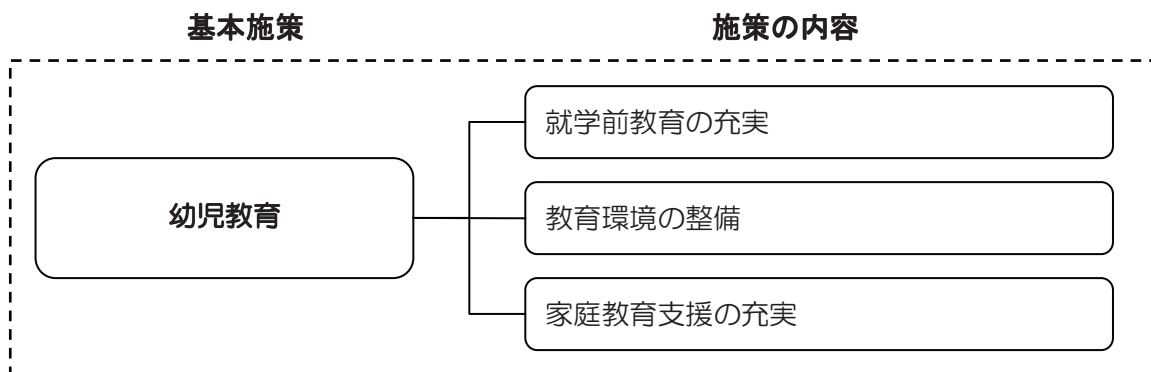 基本施策
施策の内容
就学前教育の充実
幼児教育
教育環境の整備
家庭教育支援の充実